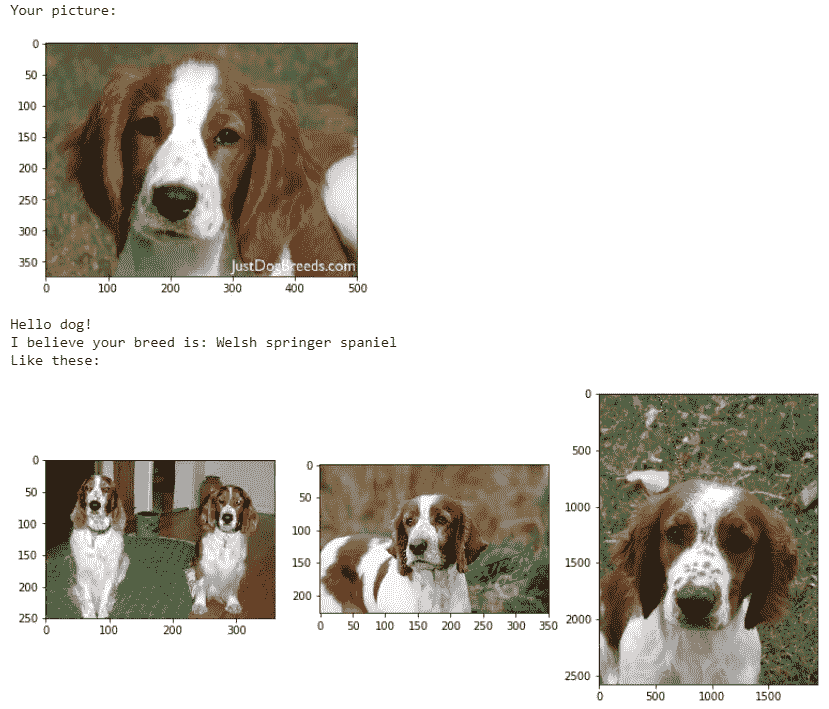 Your picture:
0
50
100
150
200
250
300
350
JustDogBreeds.com
0 100 200 300 400 500
Hello dog!
I believe your breed is: Welsh springer spaniel
Like these:
0
50
100
150
200
250
0 100 200 300
0
50
100
150
200
0 50 100 150 200 250 300 350
0
500
1000
1500
2000
2500
0 500 1000 1500